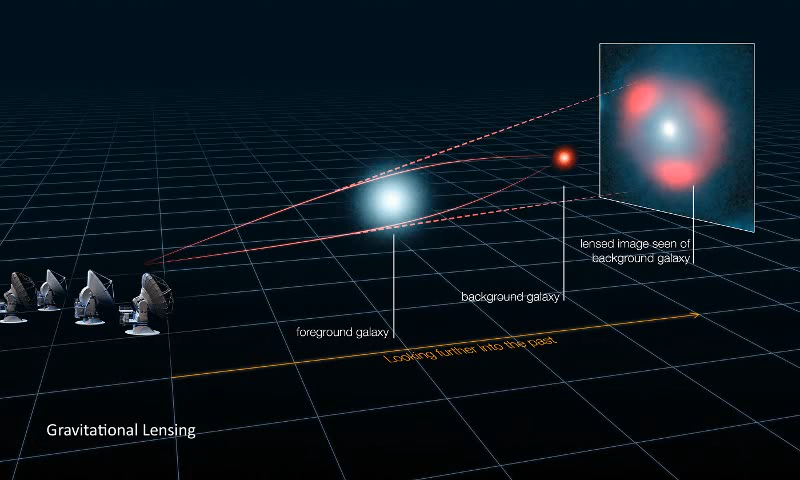 lensed image seen of
background galaxy
background galaxy
foreground galaxy
Looking further into the past
Gravitational Lensing